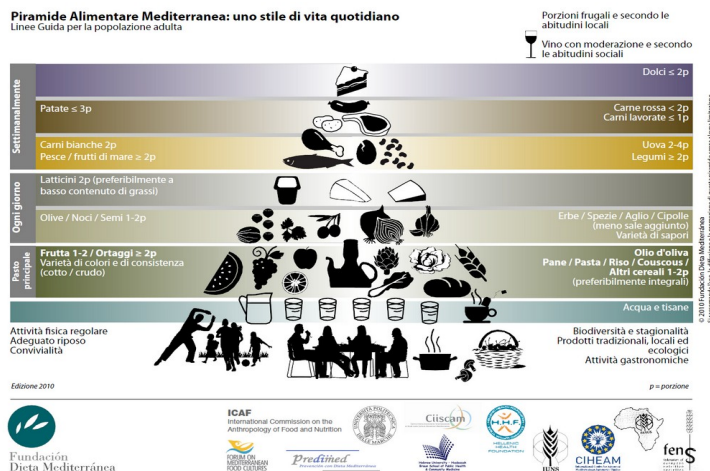 Piramide Alimentare Mediterranea: uno stile di vita quotidiano
Linee Guida per la popolazione adulta
Porzioni frugali e secondo le
abitudini locali
Vino con moderazione e secondo
le abitudini sociali
Settimanalmente
Dolci ≤ 2p
Patate ≤ 3p
Carne rossa < 2p
Carni lavorate ≤ 1p
Carni bianche 2p
Pesce / frutti di mare ≥ 2p
Uova 2-4p
Legumi ≥ 2p
Ogni giorno
Latticini 2p (preferibilmente a
basso contenuto di grassi)
Olive / Noci / Semi 1-2p
Erbe / Spezie / Aglio / Cipolle
(meno sale aggiunto)
Varietà di sapori
Pasto
principale
Frutta 1-2 / Ortaggi ≥ 2p
Varietà di colori e di consistenza
(cotto / crudo)
Olio d'oliva
Pane / Pasta / Riso / Couscous /
Altri cereali 1-2p
(preferibilmente integrali)
Acqua e tisane
Attività fisica regolare
Adeguato riposo
Convivialità
Biodiversità e stagionalità
Prodotti tradizionali, locali ed
ecologici
Attività gastronomiche
Edizione 2010
p = porzione
© 2010 Fundación Dieta Mediterránea
Fundación
Dieta Mediterránea
ICAF
International Commission on the
Anthropology of Food and Nutrition
FORUM ON
MEDITERRANEAN
FOOD CULTURES
Predimed
Prevención con Dieta Mediterránea
Ciiscam
H.H.F.
HELLENIC
HEALTH
FOUNDATION
IUNS
CIHEAM
fens